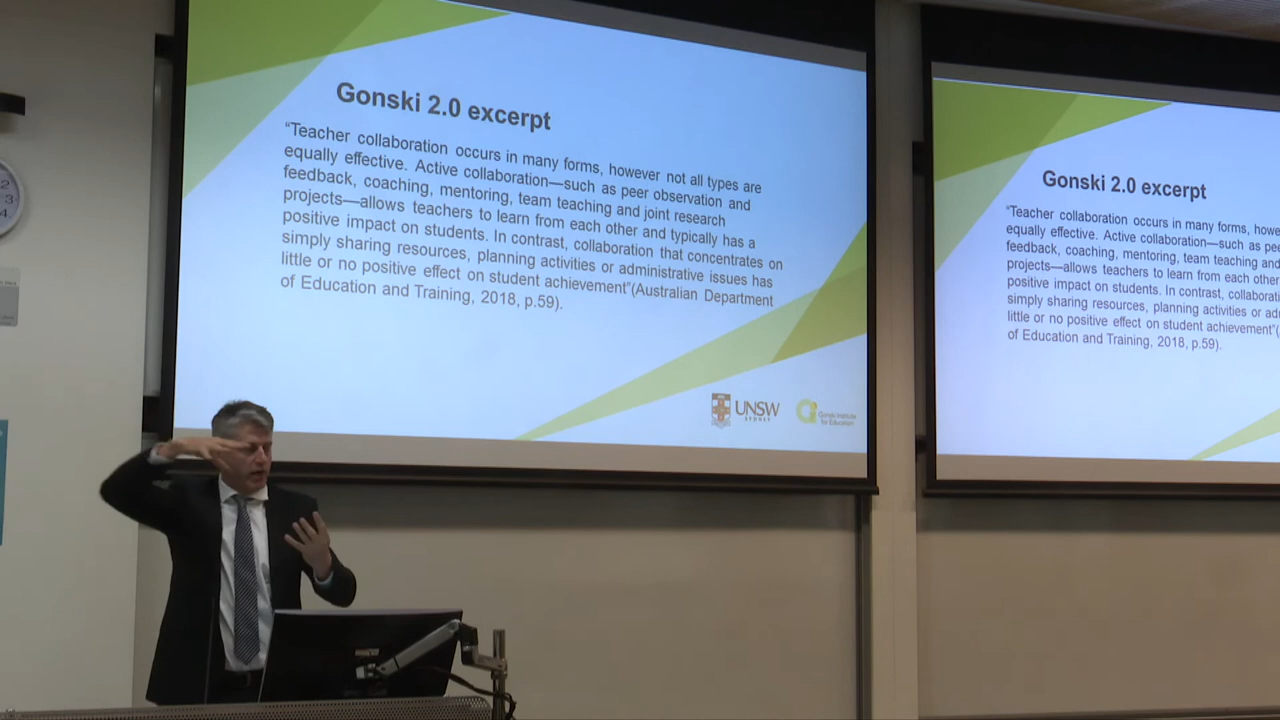 Gonski 2.0 excerpt
“Teacher collaboration occurs in many forms, however not all types are
equally effective. Active collaboration—such as peer observation and
feedback, coaching, mentoring, team teaching and joint research
projects—allows teachers to learn from each other and typically has a
positive impact on students. In contrast, collaboration that concentrates on
simply sharing resources, planning activities or administrative issues has
little or no positive effect on student achievement”(Australian Department
of Education and Training, 2018, p.59).
UNSW
SYDNEY
Gonski Institute
for Education
Gonski 2.0 excerpt
“Teacher collaboration occurs in many forms, howe
equally effective. Active collaboration—such as pee
feedback, coaching, mentoring, team teaching and
projects—allows teachers to learn from each other
positive impact on students. In contrast, collaborati
simply sharing resources, planning activities or ad
little or no positive effect on student achievement”(
of Education and Training, 2018, p.59).
2
3
4